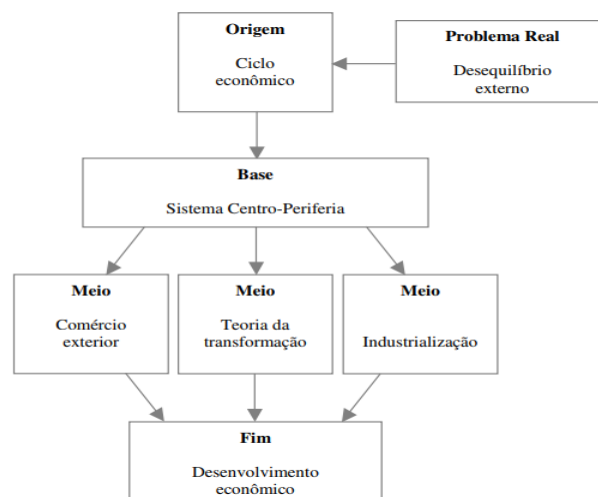 Origem
Ciclo
econômico
Problema Real
Desequilíbrio
externo
Base
Sistema Centro-Periferia
Meio
Comércio
exterior
Meio
Teoria da
transformação
Meio
Industrialização
Fim
Desenvolvimento
econômico